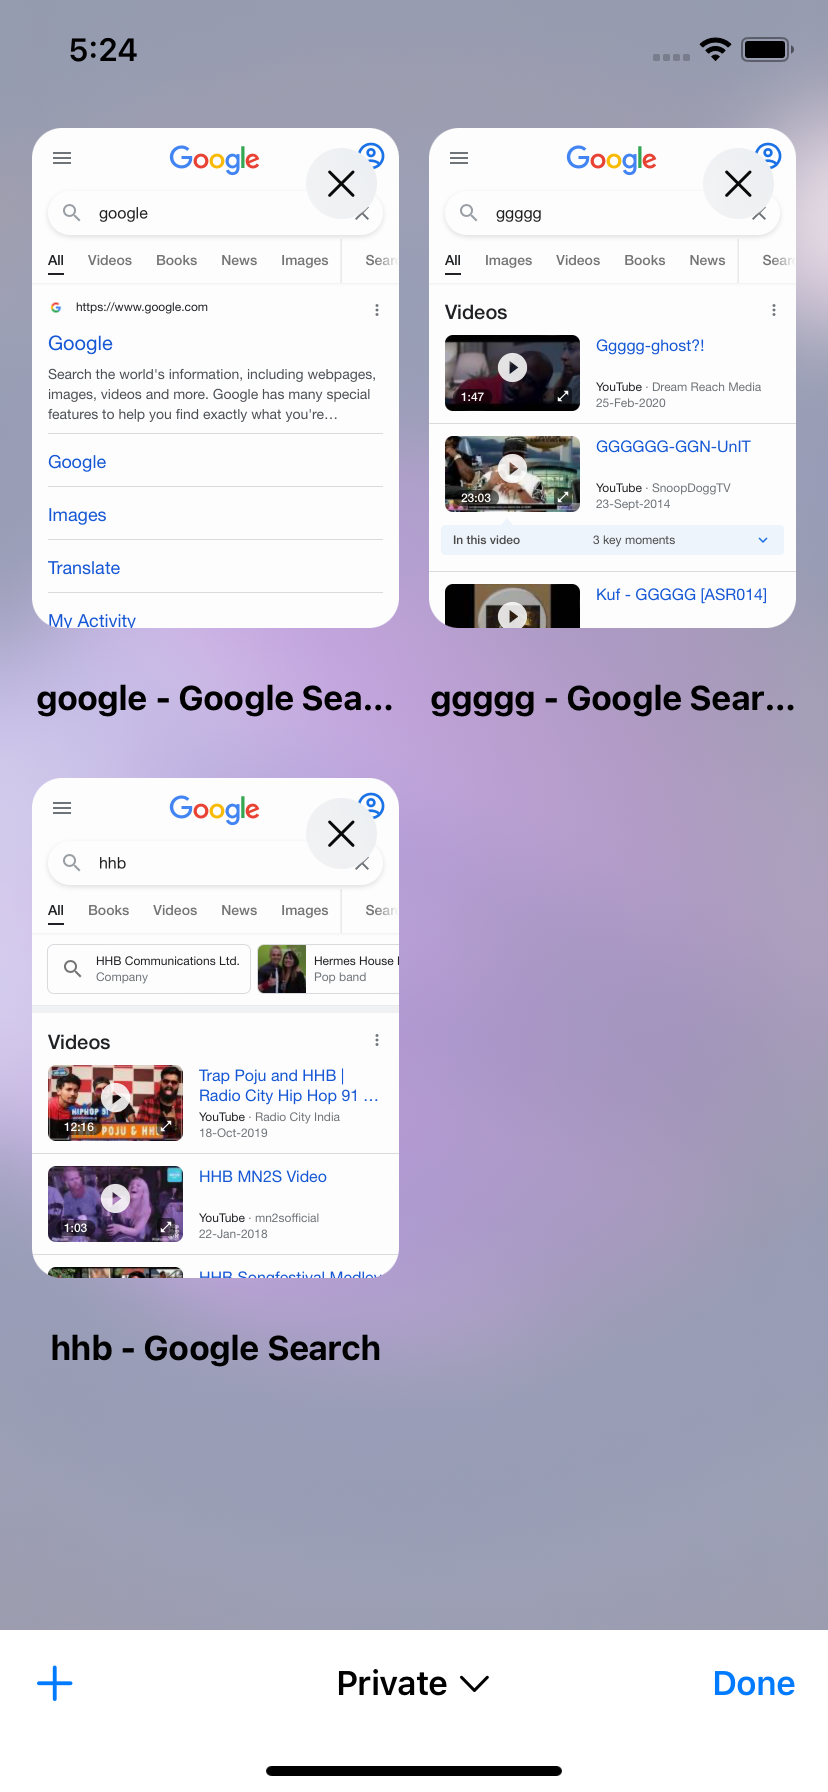 5:24
Google
google
All Videos Books News Images Sear
https://www.google.com
Google
Search the world's information, including webpages,
images, videos and more. Google has many special
features to help you find exactly what you're...
Google
Images
Translate
My Activity
google - Google Sea...
Google
ggggg
All Images Videos Books News Sear
Videos
Ggggg-ghost?!
1:47
YouTube · Dream Reach Media
25-Feb-2020
GGGGGG-GGN-UnIT
23:03
YouTube · SnoopDoggTV
23-Sept-2014
In this video 3 key moments
Kuf - GGGGG [ASR014]
ggggg - Google Sear...
Google
hhb
All Books Videos News Images Sear
HHB Communications Ltd.
Company
Hermes House
Pop band
Videos
Trap Poju and HHB |
Radio City Hip Hop 91 ...
HIPHOP 91
POJU & HH
12:16
YouTube · Radio City India
18-Oct-2019
HHB MN2S Video
1:03
YouTube · mn2sofficial
22-Jan-2018
HHB Songfestival Medley
hhb - Google Search
Private
Done